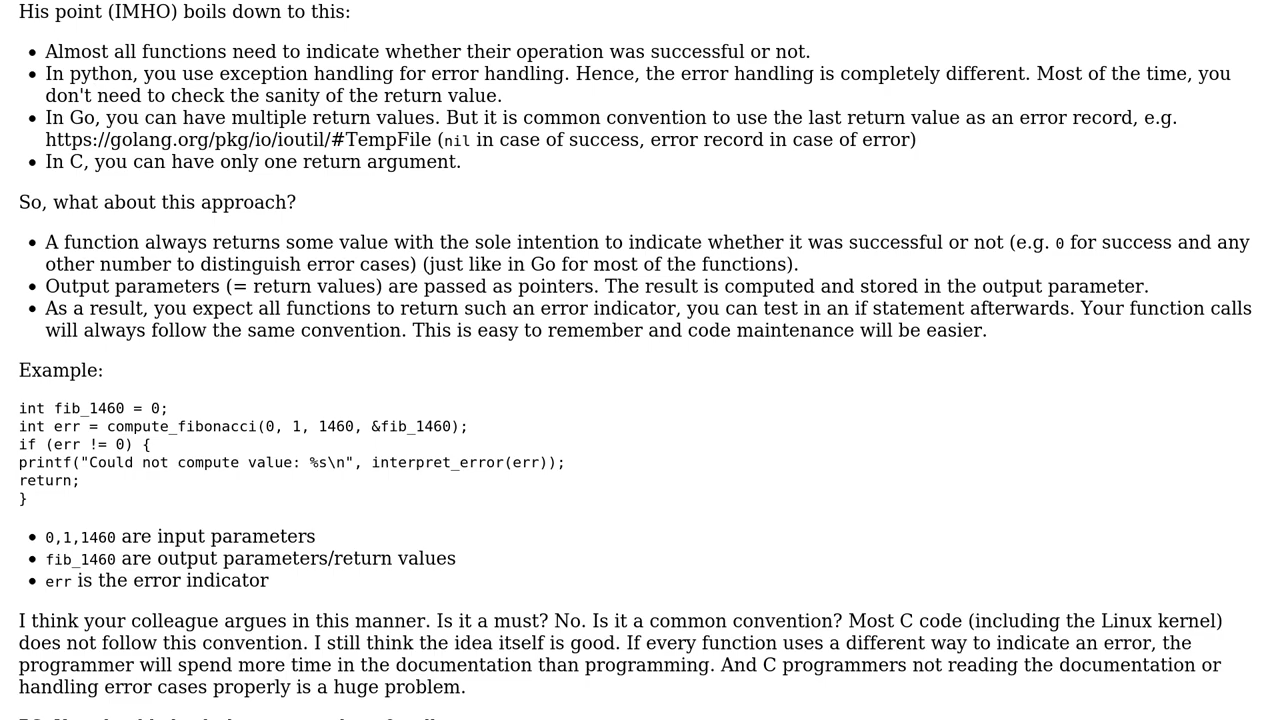 His point (IMHO) boils down to this:
• Almost all functions need to indicate whether their operation was successful or not.
• In python, you use exception handling for error handling. Hence, the error handling is completely different. Most of the time, you
don't need to check the sanity of the return value.
• In Go, you can have multiple return values. But it is common convention to use the last return value as an error record, e.g.
https://golang.org/pkg/io/ioutil/#TempFile (nil in case of success, error record in case of error)
• In C, you can have only one return argument.
So, what about this approach?
• A function always returns some value with the sole intention to indicate whether it was successful or not (e.g. 0 for success and any
other number to distinguish error cases) (just like in Go for most of the functions).
• Output parameters (= return values) are passed as pointers. The result is computed and stored in the output parameter.
• As a result, you expect all functions to return such an error indicator, you can test in an if statement afterwards. Your function calls
will always follow the same convention. This is easy to remember and code maintenance will be easier.
Example:
int fib_1460 = 0;
int err = compute_fibonacci(0, 1, 1460, &fib_1460);
if (err != 0) {
printf("Could not compute value: %s\n", interpret_error(err));
return;
}
• 0,1,1460 are input parameters
• fib_1460 are output parameters/return values
• err is the error indicator
I think your colleague argues in this manner. Is it a must? No. Is it a common convention? Most C code (including the Linux kernel)
does not follow this convention. I still think the idea itself is good. If every function uses a different way to indicate an error, the
programmer will spend more time in the documentation than programming. And C programmers not reading the documentation or
handling error cases properly is a huge problem.